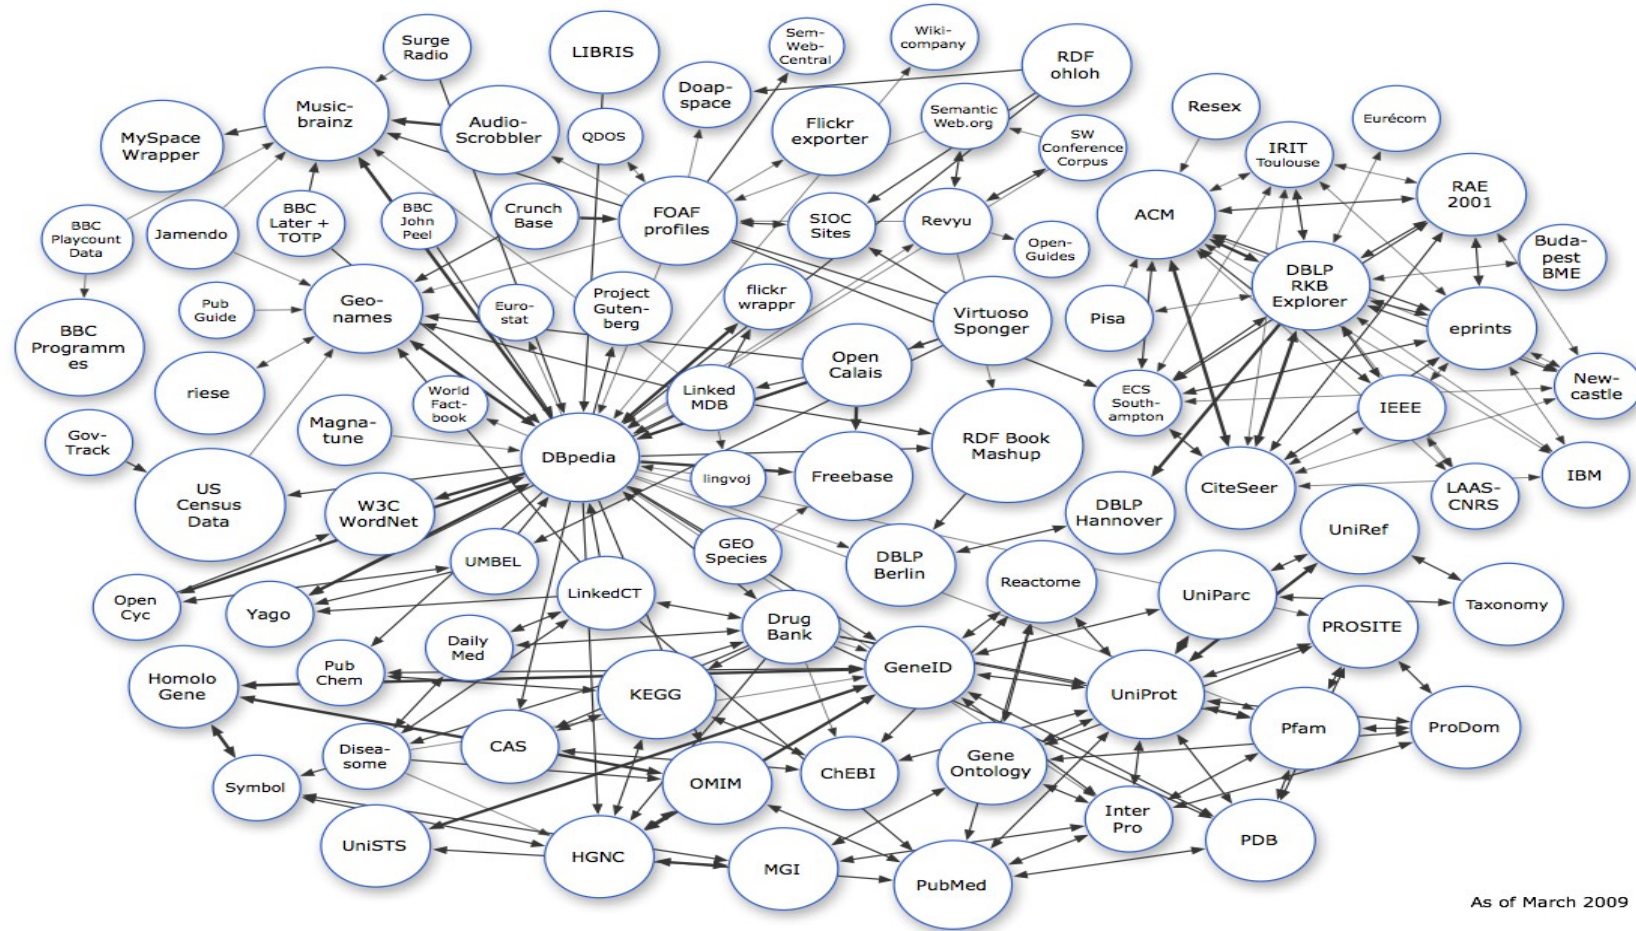 Surge
Radio
LIBRIS
Sem-
Web-
Central
Wiki-
company
RDF
ohloh
Music-
brainz
MySpace
Wrapper
Audio-
Scrobbler
QDOS
Doap-
space
Flickr
exporter
Semantic
Web.org
SW
Conference
Corpus
Resex
Eurécom
IRIT
Toulouse
RAE
2001
BBC
Playcount
Data
Jamendo
BBC
Later +
TOTP
BBC
John
Peel
Crunch
Base
FOAF
profiles
SIOC
Sites
Revyu
Open-
Guides
ACM
DBLP
RKB
Explorer
Buda-
pest
BME
Pub
Guide
Geo-
names
Euro-
stat
Project
Guten-
berg
flickr
wrappr
Virtuoso
Sponger
Pisa
eprints
BBC
Programm
es
riese
World
Fact-
book
Linked
MDB
Open
Calais
ECS
South-
ampton
IEEE
New-
castle
Gov-
Track
Magna-
tune
DBpedia
lingvoj
Freebase
RDF Book
Mashup
CiteSeer
LAAS-
CNRS
IBM
US
Census
Data
W3C
WordNet
UMBEL
GEO
Species
DBLP
Berlin
DBLP
Hannover
UniRef
Open
Cyc
Yago
LinkedCT
Reactome
UniParc
Taxonomy
Daily
Med
Drug
Bank
PROSITE
Homolo
Gene
Pub
Chem
KEGG
GeneID
UniProt
Pfam
ProDom
Symbol
Disea-
some
CAS
OMIM
ChEBI
Gene
Ontology
Inter
Pro
PDB
UniSTS
HGNC
MGI
PubMed
As of March 2009